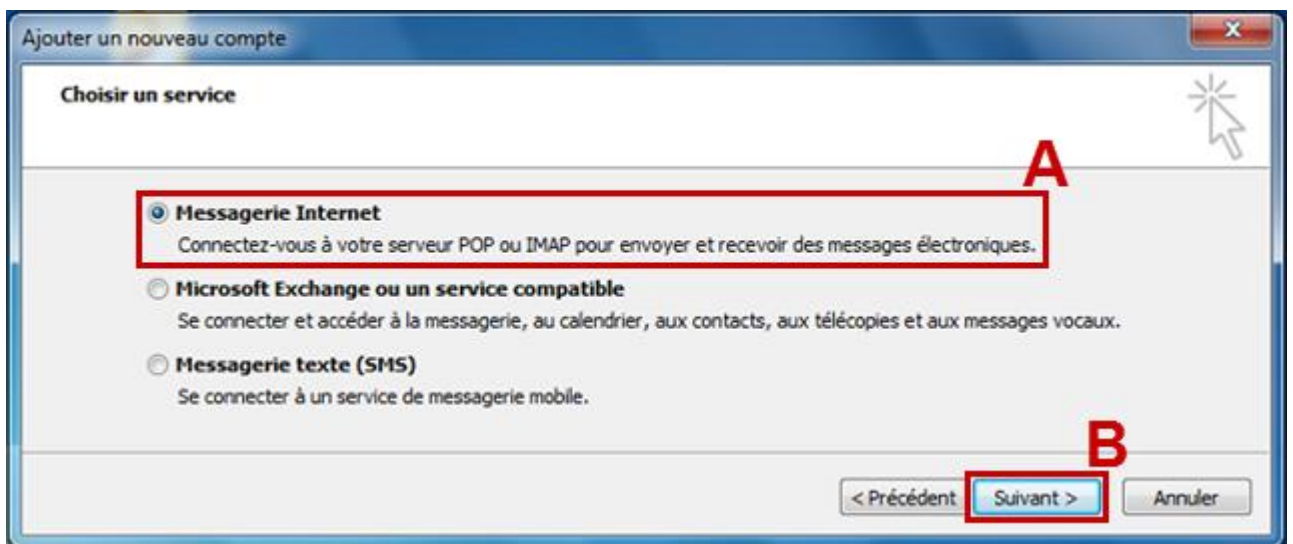 Ajouter un nouveau compte
Choisir un service
A
Messagerie Internet
Connectez-vous à votre serveur POP ou IMAP pour envoyer et recevoir des messages électroniques.
Microsoft Exchange ou un service compatible
Se connecter et accéder à la messagerie, au calendrier, aux contacts, aux télécopies et aux messages vocaux.
Messagerie texte (SMS)
Se connecter à un service de messagerie mobile.
B
< Précédent Suivant > Annuler